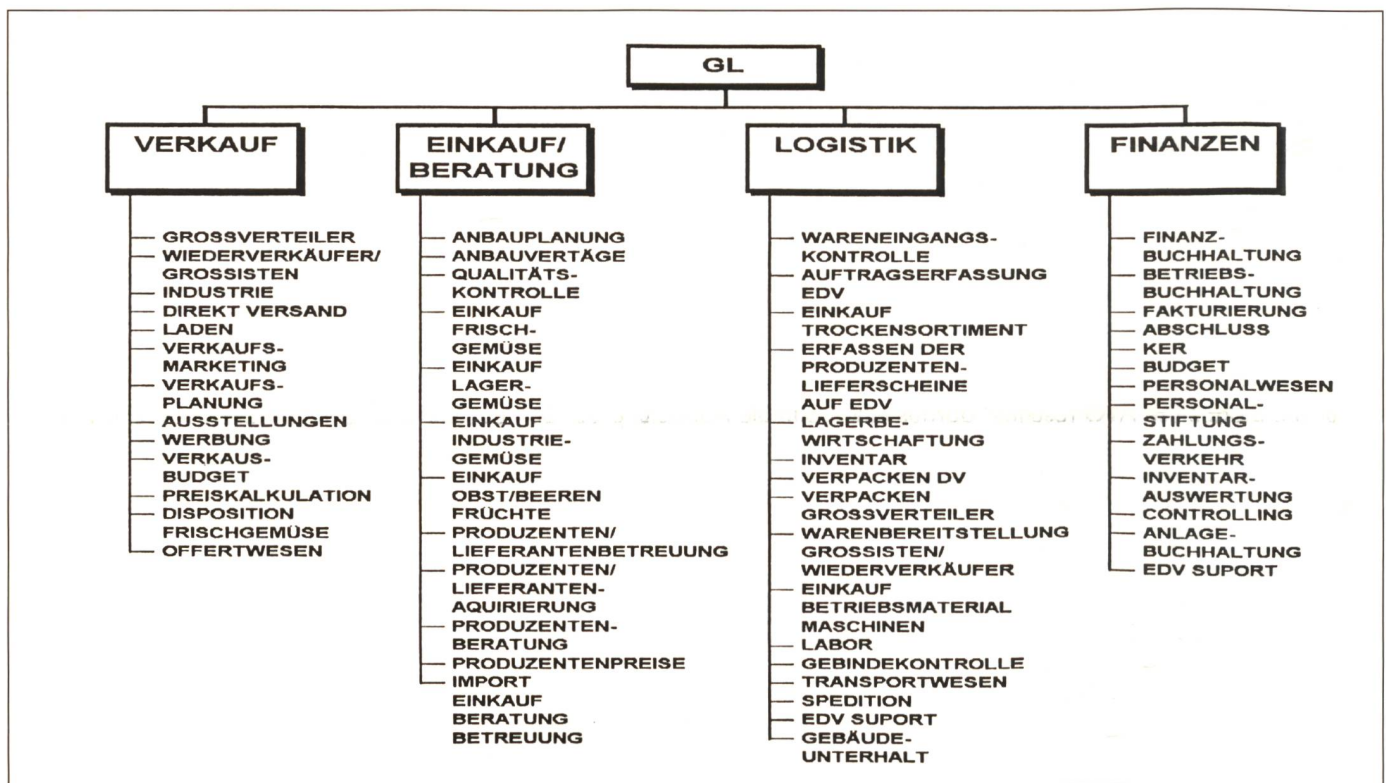 GL
VERKAUF
GROSSVERTEILER
WIEDERVERKÄUFER/
GROSSISTEN
INDUSTRIE
DIREKT VERSAND
LADEN
VERKAUFS-
MARKETING
VERKAUFS-
PLANUNG
AUSSTELLUNGEN
WERBUNG
VERKAUS-
BUDGET
PREISKALKULATION
DISPOSITION
FRISCHGEMÜSE
OFFERTWESEN
EINKAUF/
BERATUNG
ANBAUPLANUNG
ANBAUVERTÄGE
QUALITÄTS-
KONTROLLE
EINKAUF
FRISCH-
GEMÜSE
EINKAUF
LAGER-
GEMÜSE
EINKAUF
INDUSTRIE-
GEMÜSE
EINKAUF
OBST/BEEREN
FRÜCHTE
PRODUZENTEN/
LIEFERANTENBETREUUNG
PRODUZENTEN/
LIEFERANTEN-
AQUIRIERUNG
PRODUZENTEN-
BERATUNG
PRODUZENTENPREISE
IMPORT
EINKAUF
BERATUNG
BETREUUNG
LOGISTIK
WARENEINGANGS-
KONTROLLE
AUFTRAGSERFASSUNG
EDV
EINKAUF
TROCKENSORTIMENT
ERFASSEN DER
PRODUZENTEN-
LIEFERSCHEINE
AUF EDV
LAGERBE-
WIRTSCHAFTUNG
INVENTAR
VERPACKEN DV
VERPACKEN
GROSSVERTEILER
WARENBEREITSTELLUNG
GROSSISTEN/
WIEDERVERKÄUFER
EINKAUF
BETRIEBSMATERIAL
MASCHINEN
LABOR
GEBINDEKONTROLLE
TRANSPORTWESEN
SPEDITION
EDV SUPORT
GEBÄUDE-
UNTERHALT
FINANZEN
FINANZ-
BUCHHALTUNG
BETRIEBS-
BUCHHALTUNG
FAKTURIERUNG
ABSCHLUSS
KER
BUDGET
PERSONALWESEN
PERSONAL-
STIFTUNG
ZAHLUNGS-
VERKEHR
INVENTAR-
AUSWERTUNG
CONTROLLING
ANLAGE-
BUCHHALTUNG
EDV SUPORT